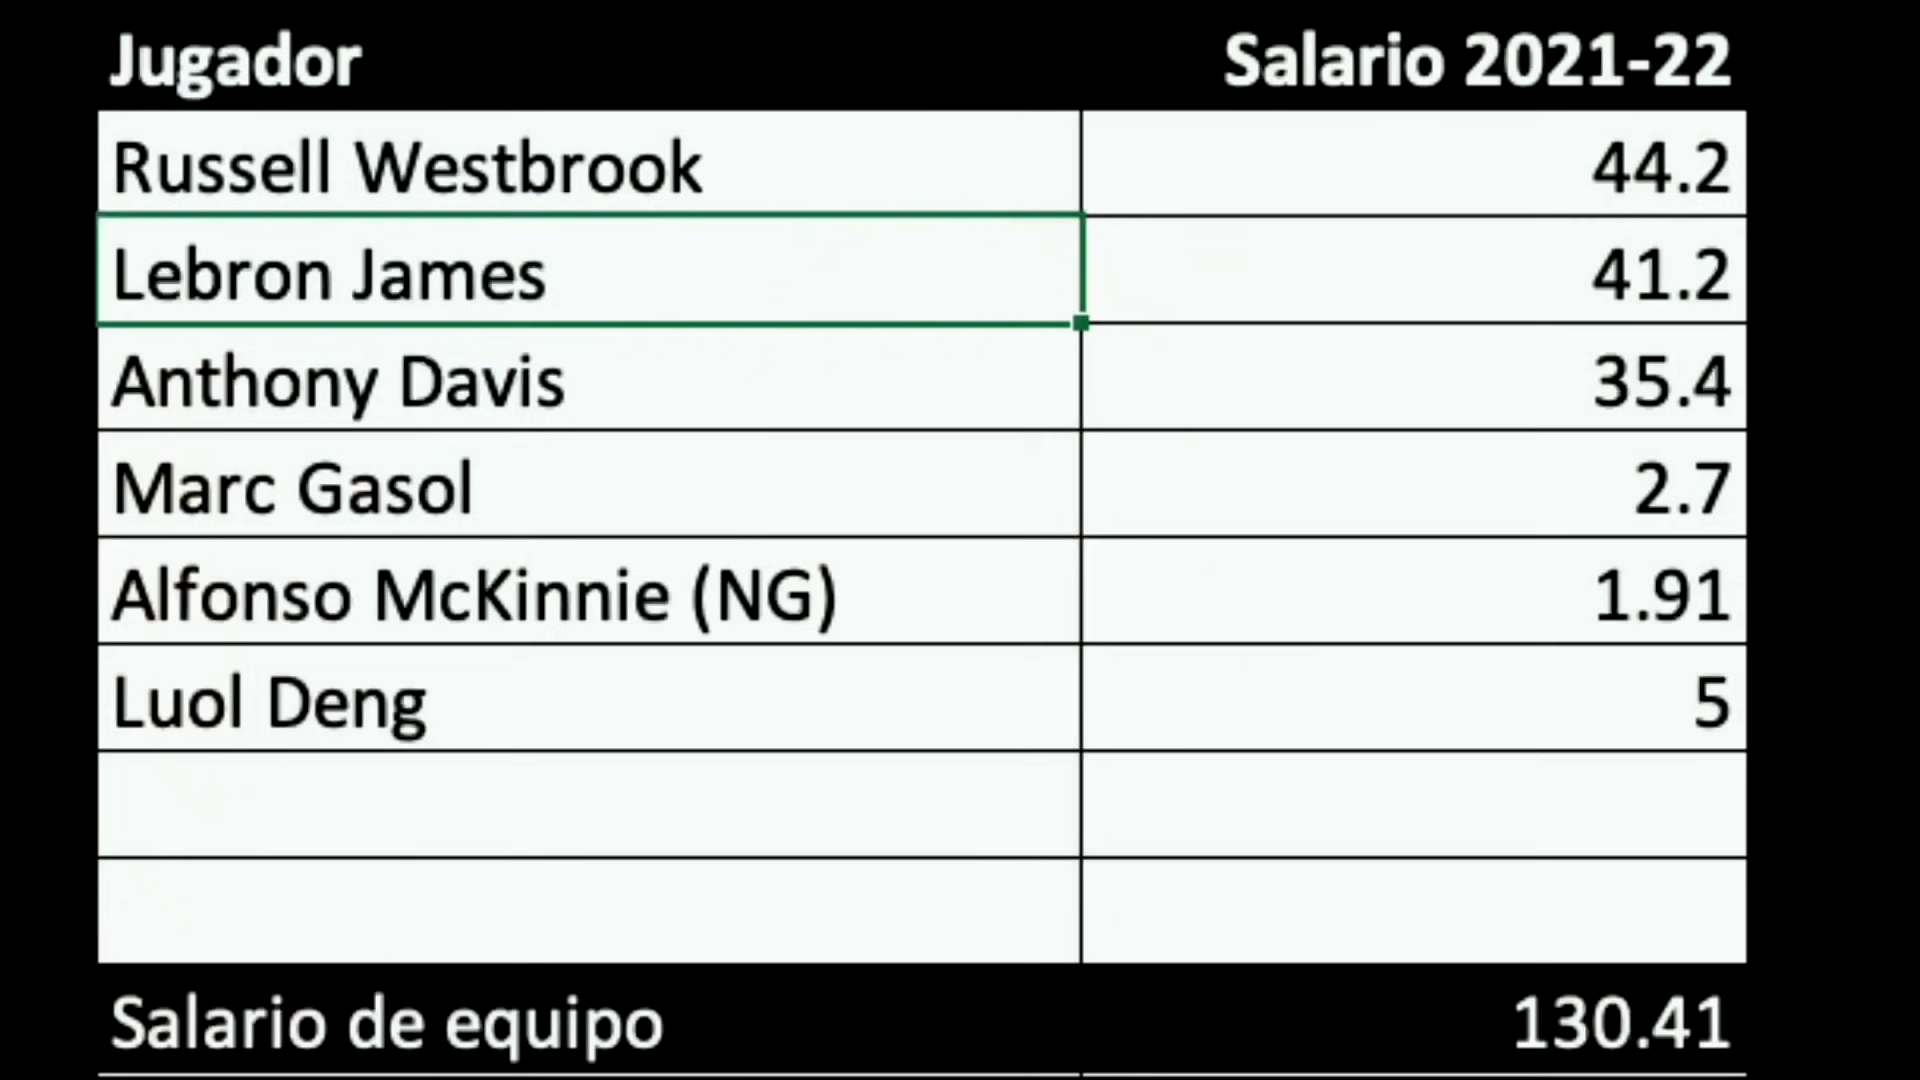 Jugador Salario 2021-22
Russell Westbrook 44.2
Lebron James 41.2
Anthony Davis 35.4
Marc Gasol 2.7
Alfonso McKinnie (NG) 1.91
Luol Deng 5
Salario de equipo 130.41